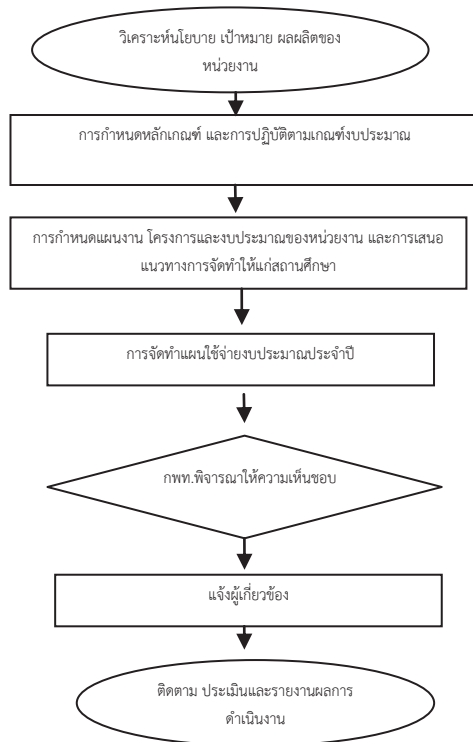 วิเคราะห์นโยบาย เป้าหมาย ผลผลิตของ
หน่วยงาน
การกำหนดหลักเกณฑ์ และการปฏิบัติตามเกณฑ์งบประมาณ
การกำหนดแผนงาน โครงการและงบประมาณของหน่วยงาน และการเสนอ
แนวทางการจัดทำให้แก่สถานศึกษา
การจัดทำแผนใช้จ่ายงบประมาณประจำปี
กพท.พิจารณาให้ความเห็นชอบ
แจ้งผู้เกี่ยวข้อง
ติดตาม ประเมินและรายงานผลการ
ดำเนินงาน